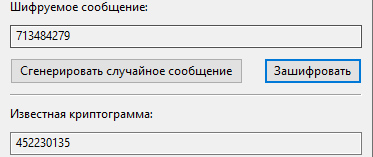 Шифруемое сообщение:
713484279
Сгенерировать случайное сообщение Зашифровать
Известная криптограмма:
452230135